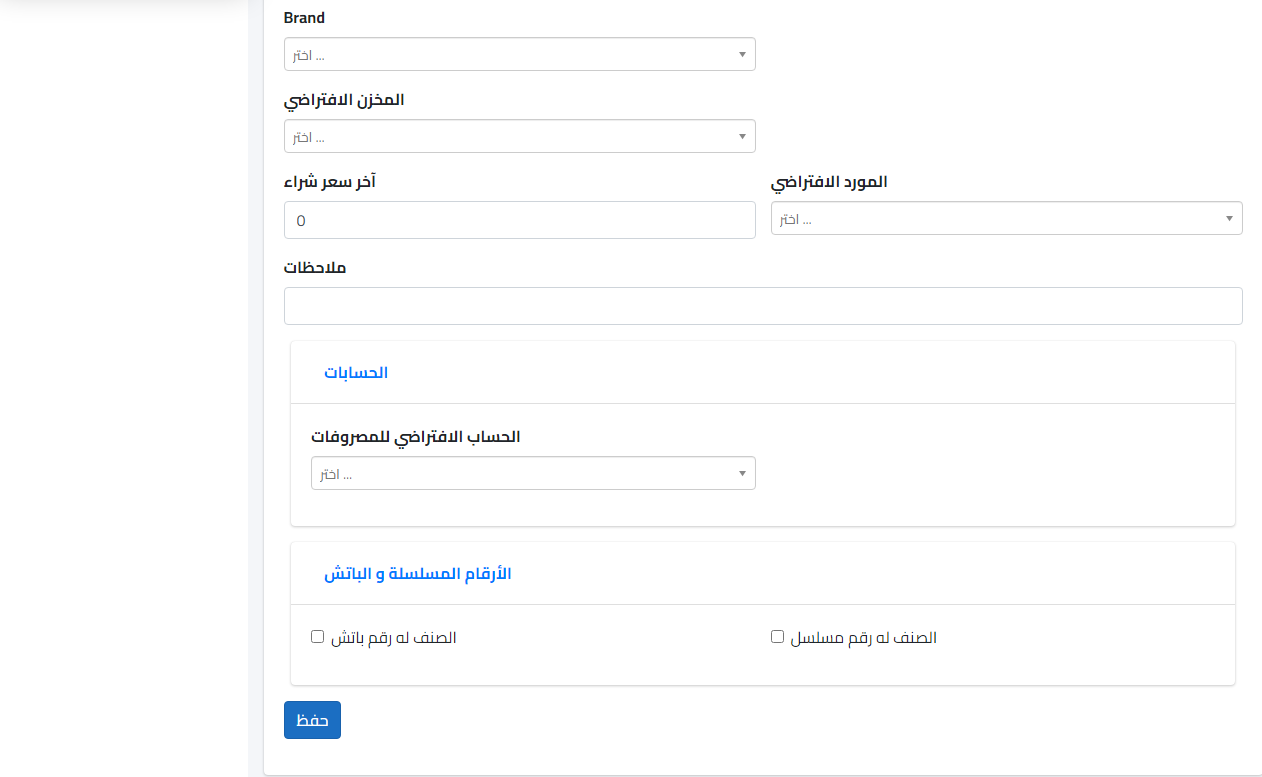 Brand
اختر ...
المخزن الافتراضي
اختر ...
آخر سعر شراء
المورد الافتراضي
0
اختر ...
ملاحظات
الحسابات
الحساب الافتراضي للمصروفات
اختر ...
الأرقام المسلسلة و الباتش
الصنف له رقم باتش
الصنف له رقم مسلسل
حفظ